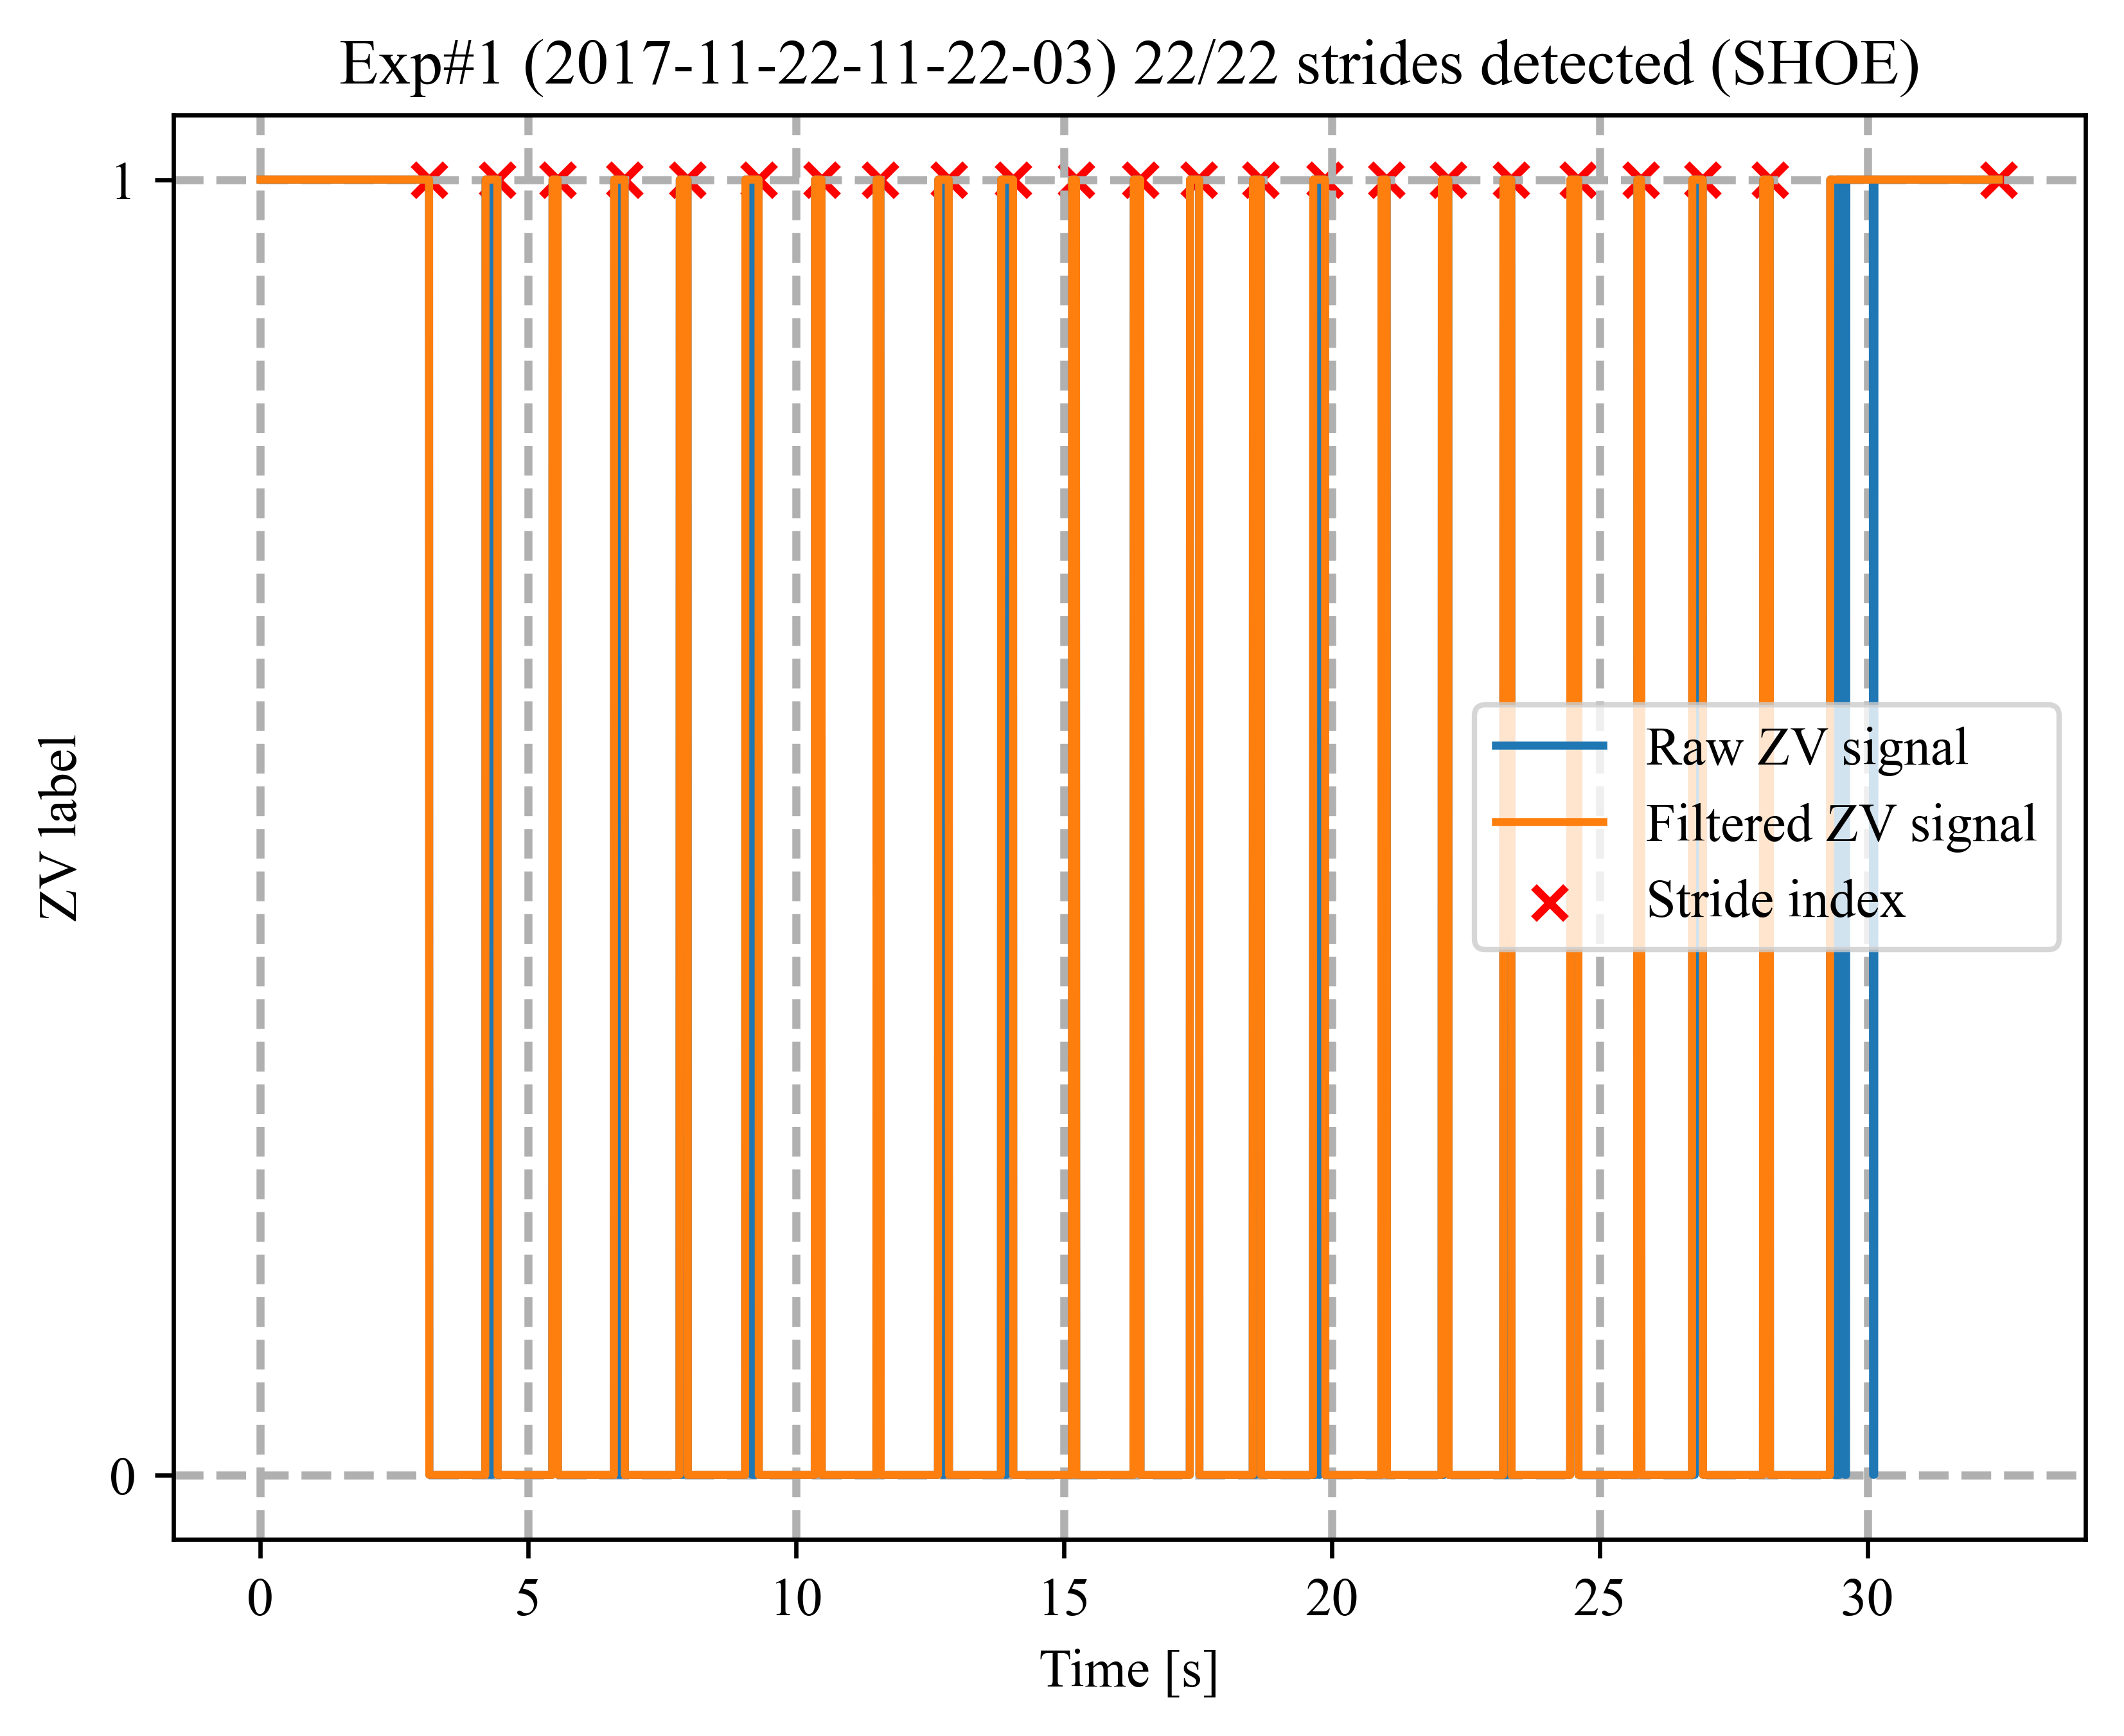 Exp#1 (2017-11-22-11-22-03) 22/22 strides detected (SHOE)
1
ZV label
Raw ZV signal
Filtered ZV signal
Stride index
0
0 5 10 15 20 25 30
Time [s]